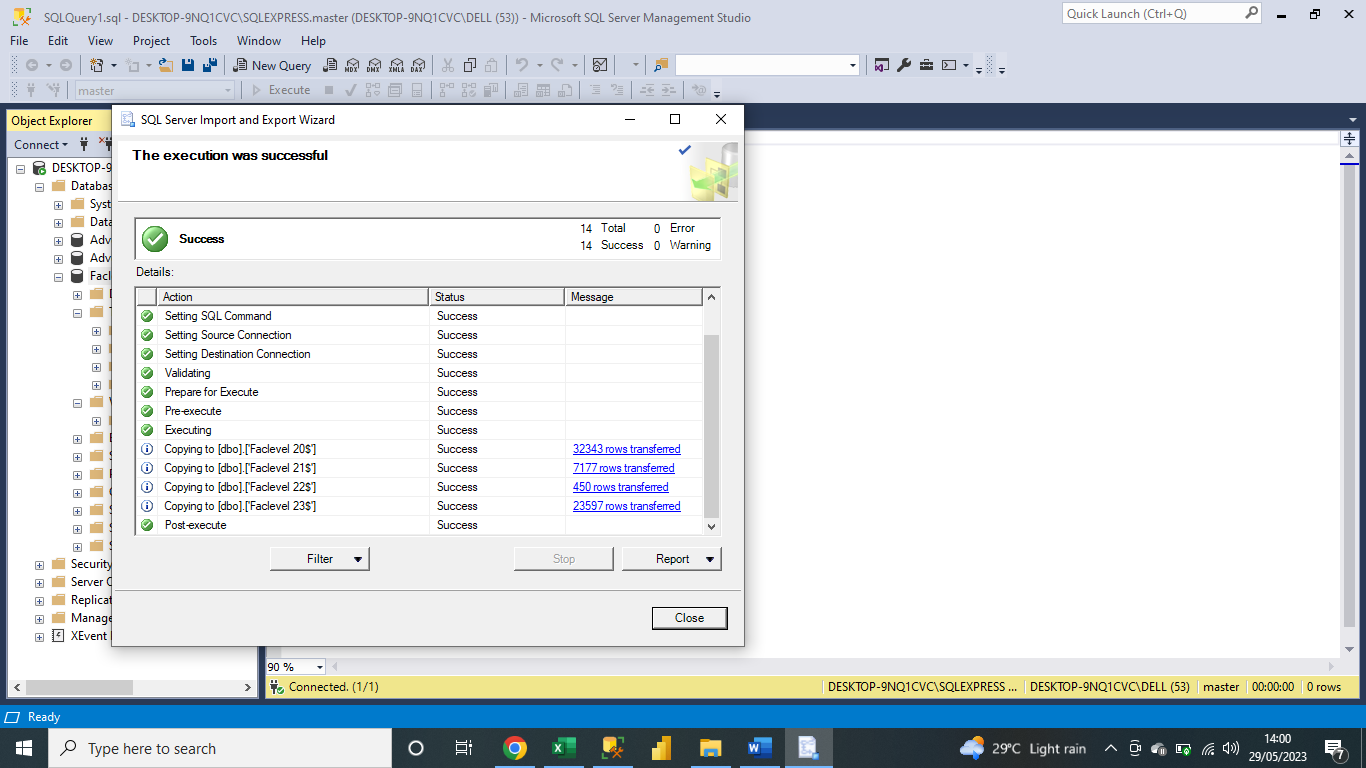 SQLQuery1.sql - DESKTOP-9NQ1CVC\SQLEXPRESS.master (DESKTOP-9NQ1CVC\DELL (53)) - Microsoft SQL Server Management Studio
Quick Launch (Ctrl+Q)
File Edit View Project Tools Window Help
New Query MDX DMX XMLA DAX
master Execute
Object Explorer
Connect
DESKTOP-9
Databas
Syst
Data
Adv
Adv
Facl
Security
Server O
Replicat
Manage
XEvent
SQL Server Import and Export Wizard
The execution was successful
Success
14 Total 0 Error
14 Success 0 Warning
Details:
Action Status Message
Setting SQL Command Success
Setting Source Connection Success
Setting Destination Connection Success
Validating Success
Prepare for Execute Success
Pre-execute Success
Executing Success
Copying to [dbo].['Faclevel 20$'] Success 32343 rows transferred
Copying to [dbo].['Faclevel 21$'] Success 7177 rows transferred
Copying to [dbo].['Faclevel 22$'] Success 450 rows transferred
Copying to [dbo].['Faclevel 23$'] Success 23597 rows transferred
Post-execute Success
Filter Stop Report
Close
90 %
Connected. (1/1) DESKTOP-9NQ1CVC\SQLEXPRESS ... DESKTOP-9NQ1CVC\DELL (53) master 00:00:00 0 rows
Ready
Type here to search
29°C Light rain
14:00
29/05/2023
7